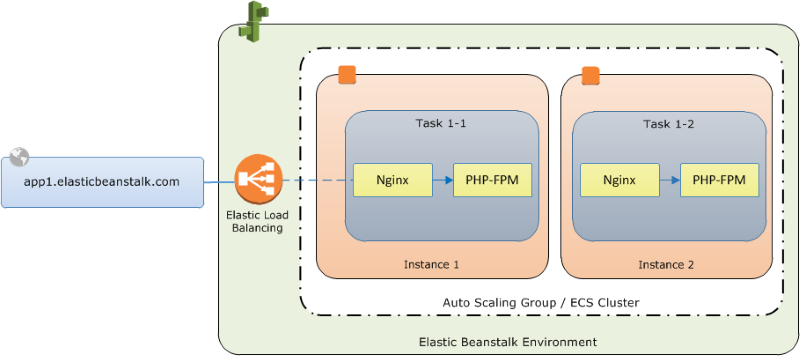 app1.elasticbeanstalk.com
Elastic Load
Balancing
Task 1-1
Nginx
PHP-FPM
Instance 1
Task 1-2
Nginx
PHP-FPM
Instance 2
Auto Scaling Group / ECS Cluster
Elastic Beanstalk Environment